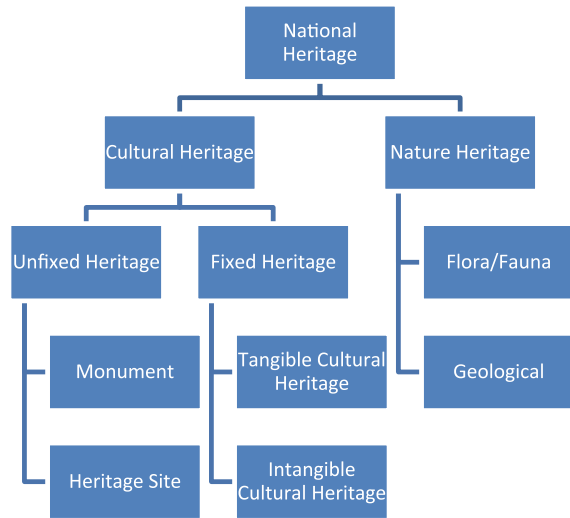 National
Heritage
Cultural Heritage
Nature Heritage
Unfixed Heritage
Fixed Heritage
Flora/Fauna
Monument
Tangible Cultural
Heritage
Geological
Heritage Site
Intangible
Cultural Heritage